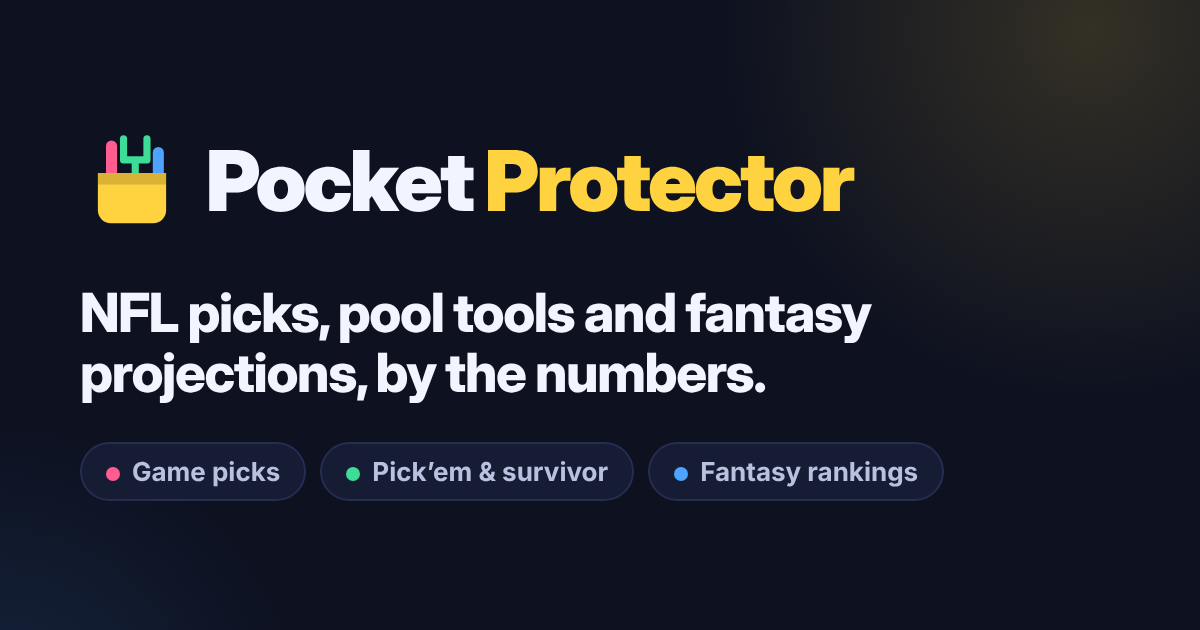 Pocket Protector
NFL picks, pool tools and fantasy
projections, by the numbers.
Game picks
Pick’em & survivor
Fantasy rankings